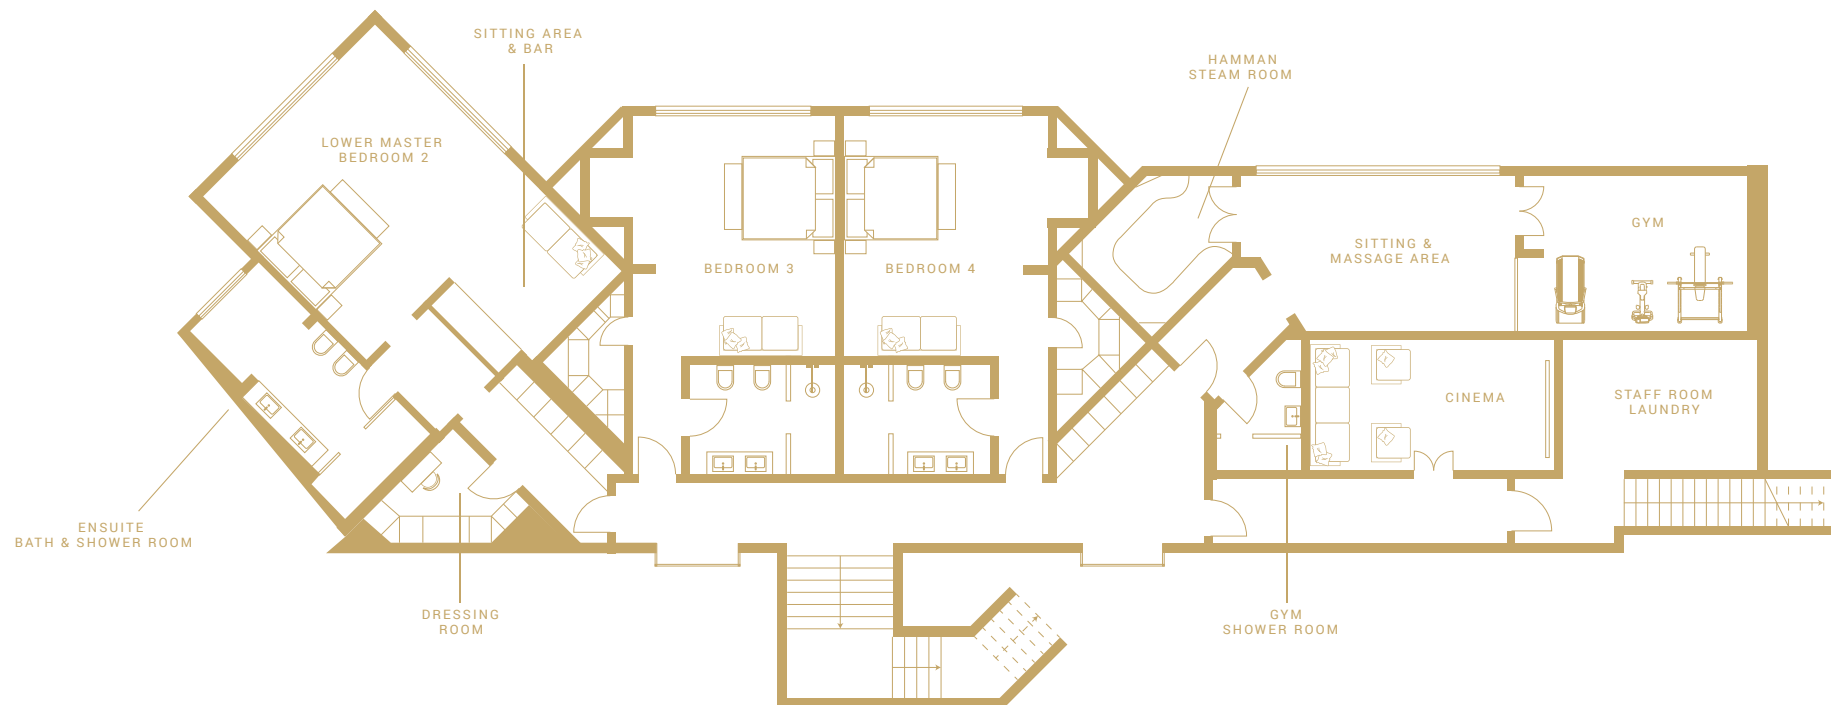 SITTING AREA
& BAR
HAMMAN
STEAM ROOM
LOWER MASTER
BEDROOM 2
GYM
SITTING &
MASSAGE AREA
BEDROOM 3
BEDROOM 4
CINEMA
STAFF ROOM
LAUNDRY
ENSUITE
BATH & SHOWER ROOM
DRESSING
ROOM
GYM
SHOWER ROOM